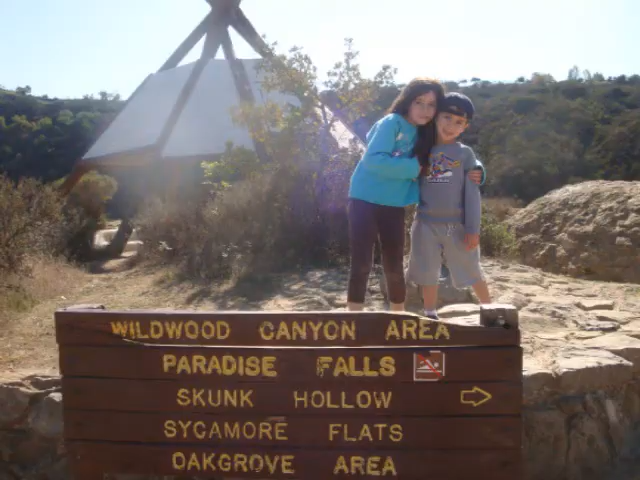 WILDWOOD CANYON AREA
PARADISE FALLS
SKUNK HOLLOW
SYCAMORE FLATS
OAKGROVE AREA